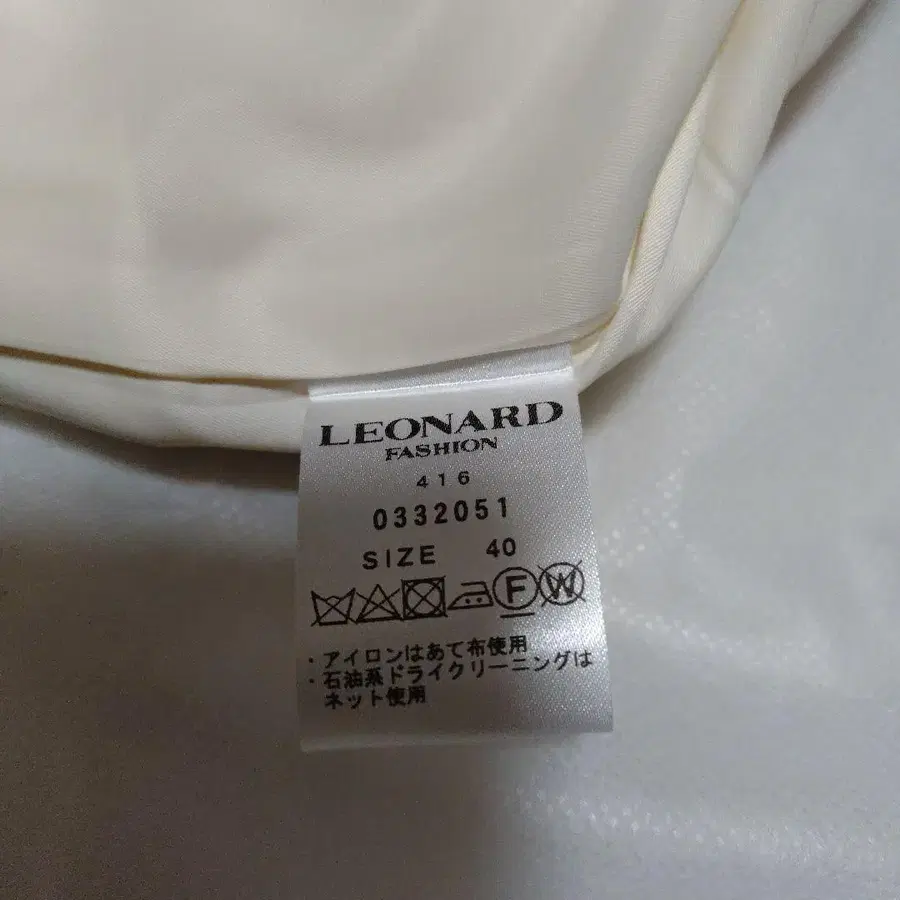 LEONARD
FASHION
416
0332051
SIZE 40
F W
・アイロンはあて布使用
・石油系ドライクリーニングは
ネット使用